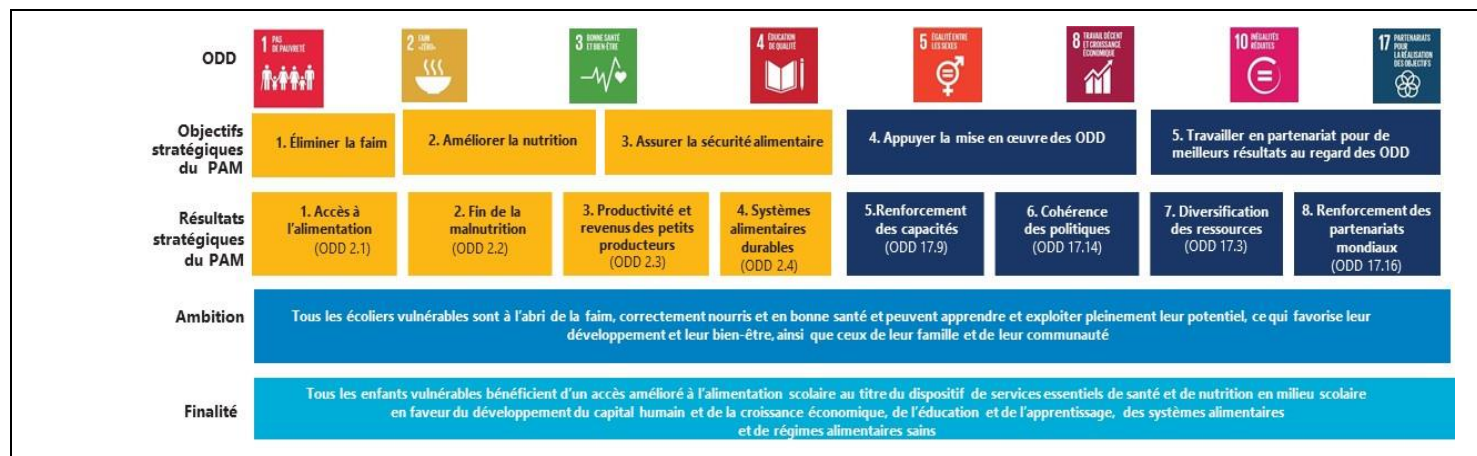 ODD
1 PAS DE PAUVRETÉ
2 FAIM «ZÉRO»
3 BONNE SANTÉ ET BIEN-ÊTRE
4 ÉDUCATION DE QUALITÉ
5 ÉGALITÉ ENTRE LES SEXES
8 TRAVAIL DÉCENT ET CROISSANCE ÉCONOMIQUE
10 INÉGALITÉS RÉDUITES
17 PARTENARIATS POUR LA RÉALISATION DES OBJECTIFS
Objectifs
stratégiques
du PAM
1. Éliminer la faim
2. Améliorer la nutrition
3. Assurer la sécurité alimentaire
4. Appuyer la mise en œuvre des ODD
5. Travailler en partenariat pour de
meilleurs résultats au regard des ODD
Résultats
stratégiques
du PAM
1. Accès à
l'alimentation
(ODD 2.1)
2. Fin de la
malnutrition
(ODD 2.2)
3. Productivité et
revenus des petits
producteurs
(ODD 2.3)
4. Systèmes
alimentaires
durables
(ODD 2.4)
5.Renforcement
des capacités
(ODD 17.9)
6. Cohérence
des politiques
(ODD 17.14)
7. Diversification
des ressources
(ODD 17.3)
8. Renforcement des
partenariats
mondiaux
(ODD 17.16)
Ambition
Tous les écoliers vulnérables sont à l'abri de la faim, correctement nourris et en bonne santé et peuvent apprendre et exploiter pleinement leur potentiel, ce qui favorise leur
développement et leur bien-être, ainsi que ceux de leur famille et de leur communauté
Finalité
Tous les enfants vulnérables bénéficient d'un accès amélioré à l'alimentation scolaire au titre du dispositif de services essentiels de santé et de nutrition en milieu scolaire
en faveur du développement du capital humain et de la croissance économique, de l'éducation et de l'apprentissage, des systèmes alimentaires
et de régimes alimentaires sains